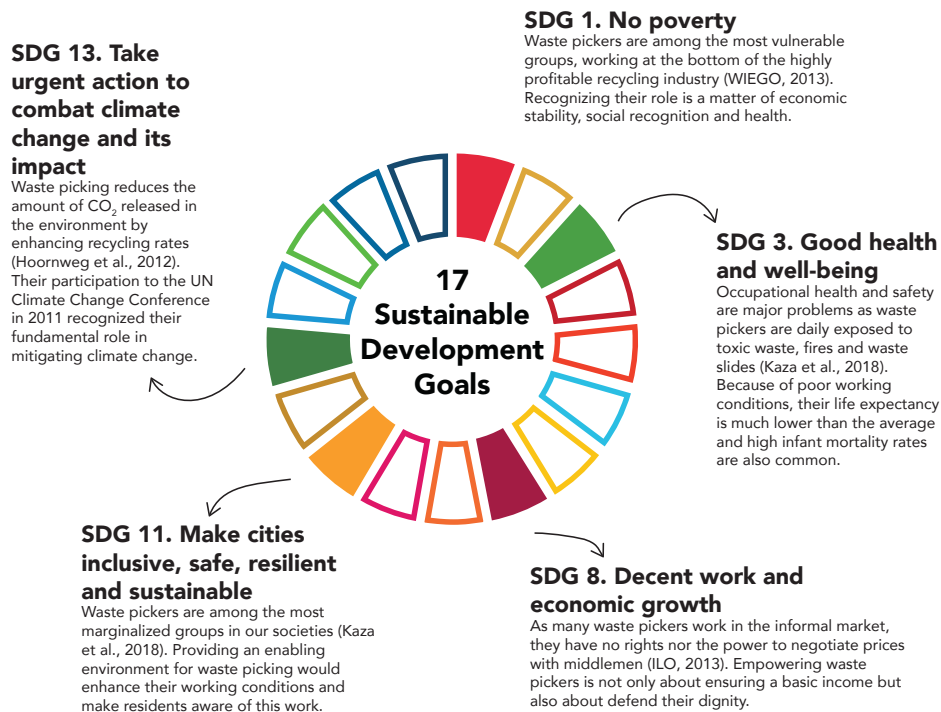 SDG 1. No poverty
Waste pickers are among the most vulnerable
groups, working at the bottom of the highly
profitable recycling industry (WIEGO, 2013).
Recognizing their role is a matter of economic
stability, social recognition and health.
SDG 13. Take
urgent action to
combat climate
change and its
impact
Waste picking reduces the
amount of CO₂ released in
the environment by
enhancing recycling rates
(Hoornweg et al., 2012).
Their participation to the UN
Climate Change Conference
in 2011 recognized their
fundamental role in
mitigating climate change.
17
Sustainable
Development
Goals
SDG 3. Good health
and well-being
Occupational health and safety
are major problems as waste
pickers are daily exposed to
toxic waste, fires and waste
slides (Kaza et al., 2018).
Because of poor working
conditions, their life expectancy
is much lower than the average
and high infant mortality rates
are also common.
SDG 11. Make cities
inclusive, safe, resilient
and sustainable
Waste pickers are among the most
marginalized groups in our societies (Kaza
et al., 2018). Providing an enabling
environment for waste picking would
enhance their working conditions and
make residents aware of this work.
SDG 8. Decent work and
economic growth
As many waste pickers work in the informal market,
they have no rights nor the power to negotiate prices
with middlemen (ILO, 2013). Empowering waste
pickers is not only about ensuring a basic income but
also about defend their dignity.